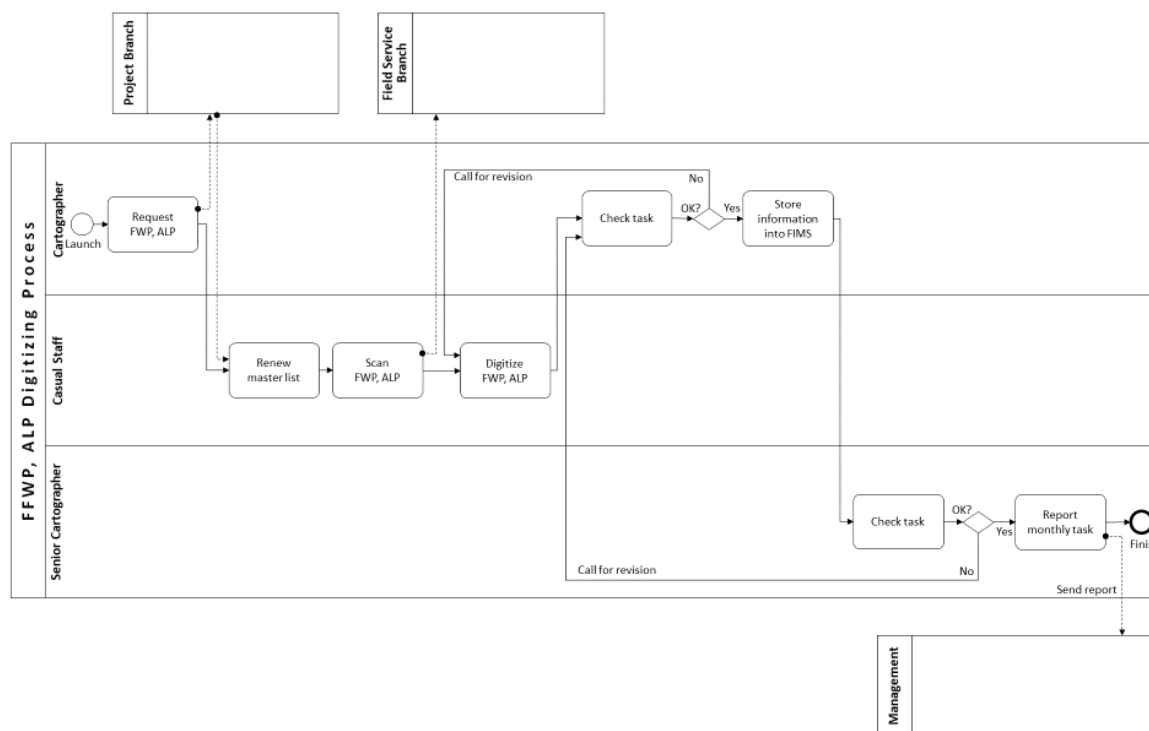 Project Branch
Field Service
Branch
FFWP, ALP Digitizing Process
Cartographer
Launch
Request
FWP, ALP
Call for revision
No
Check task
OK?
Yes
Store
information
into FIMS
Casual Staff
Renew
master list
Scan
FWP, ALP
Digitize
FWP, ALP
Senior Cartographer
Check task
OK?
Yes
No
Call for revision
Report
monthly task
Finis
Send report
Management